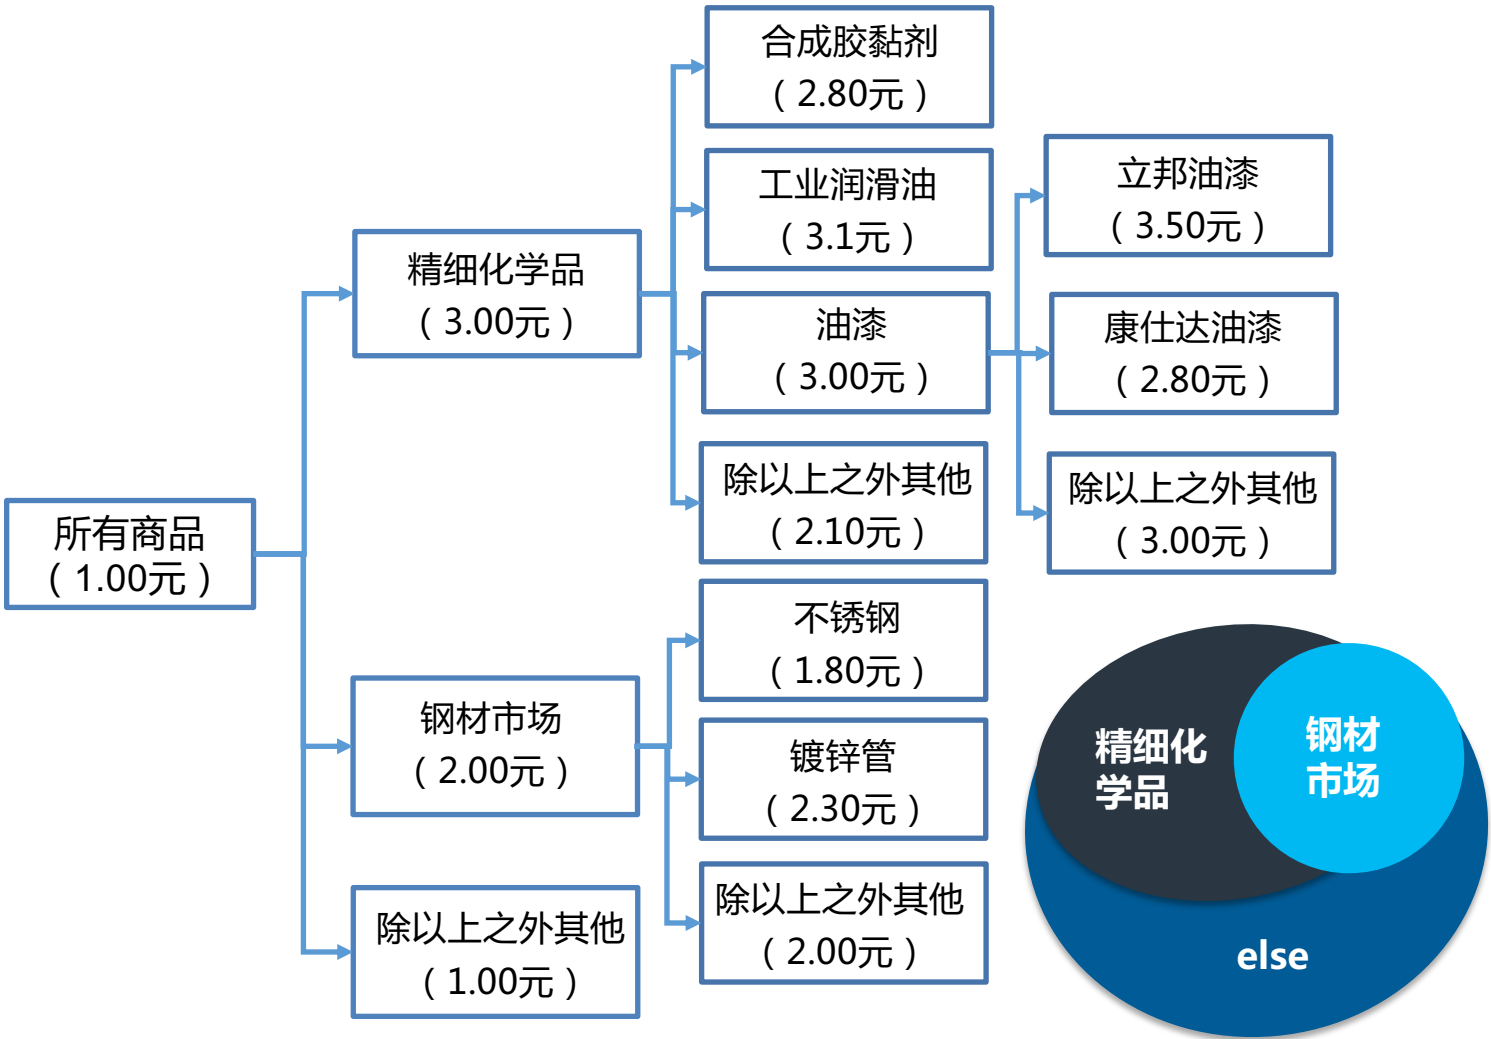 所有商品
（1.00元）
精细化学品
（3.00元）
钢材市场
（2.00元）
除以上之外其他
（1.00元）
合成胶黏剂
（2.80元）
工业润滑油
（3.1元）
油漆
（3.00元）
除以上之外其他
（2.10元）
不锈钢
（1.80元）
镀锌管
（2.30元）
除以上之外其他
（2.00元）
立邦油漆
（3.50元）
康仕达油漆
（2.80元）
除以上之外其他
（3.00元）
精细化
学品
钢材
市场
else